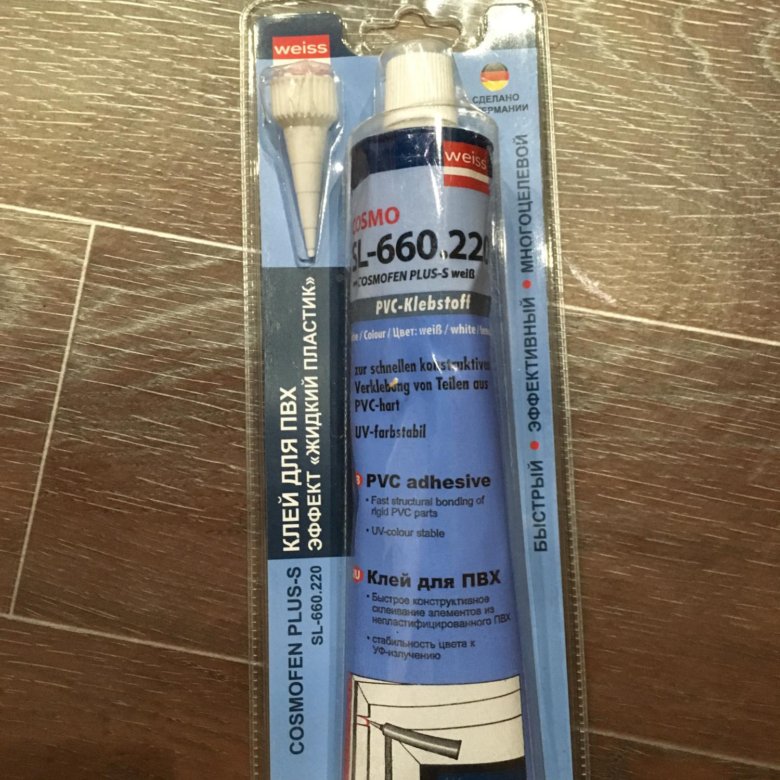 weiss
СДЕЛАНО
ГЕРМАНИИ
weiss
COSMO
SL-660.220
COSMOFEN PLUS-S weiß
PVC-Klebstoff
/ Colour / Цвет: weiß / white /
zur schnellen konstruktiven
Verklebung von Teilen aus
PVC-hart
UV-farbstabil
PVC adhesive
• Fast structural bonding of
rigid PVC parts
• UV-colour stable
RU Клей для ПВХ
• Быстрое конструктивное
склеивание элементов из
непластифицированного ПВХ
• стабильность цвета к
УФ-излучению
COSMOFEN PLUS-S
SL-660.220
КЛЕЙ ДЛЯ ПВХ
ЭФФЕКТ «ЖИДКИЙ ПЛАСТИК»
БЫСТРЫЙ • ЭФФЕКТИВНЫЙ • МНОГОЦЕЛЕВОЙ